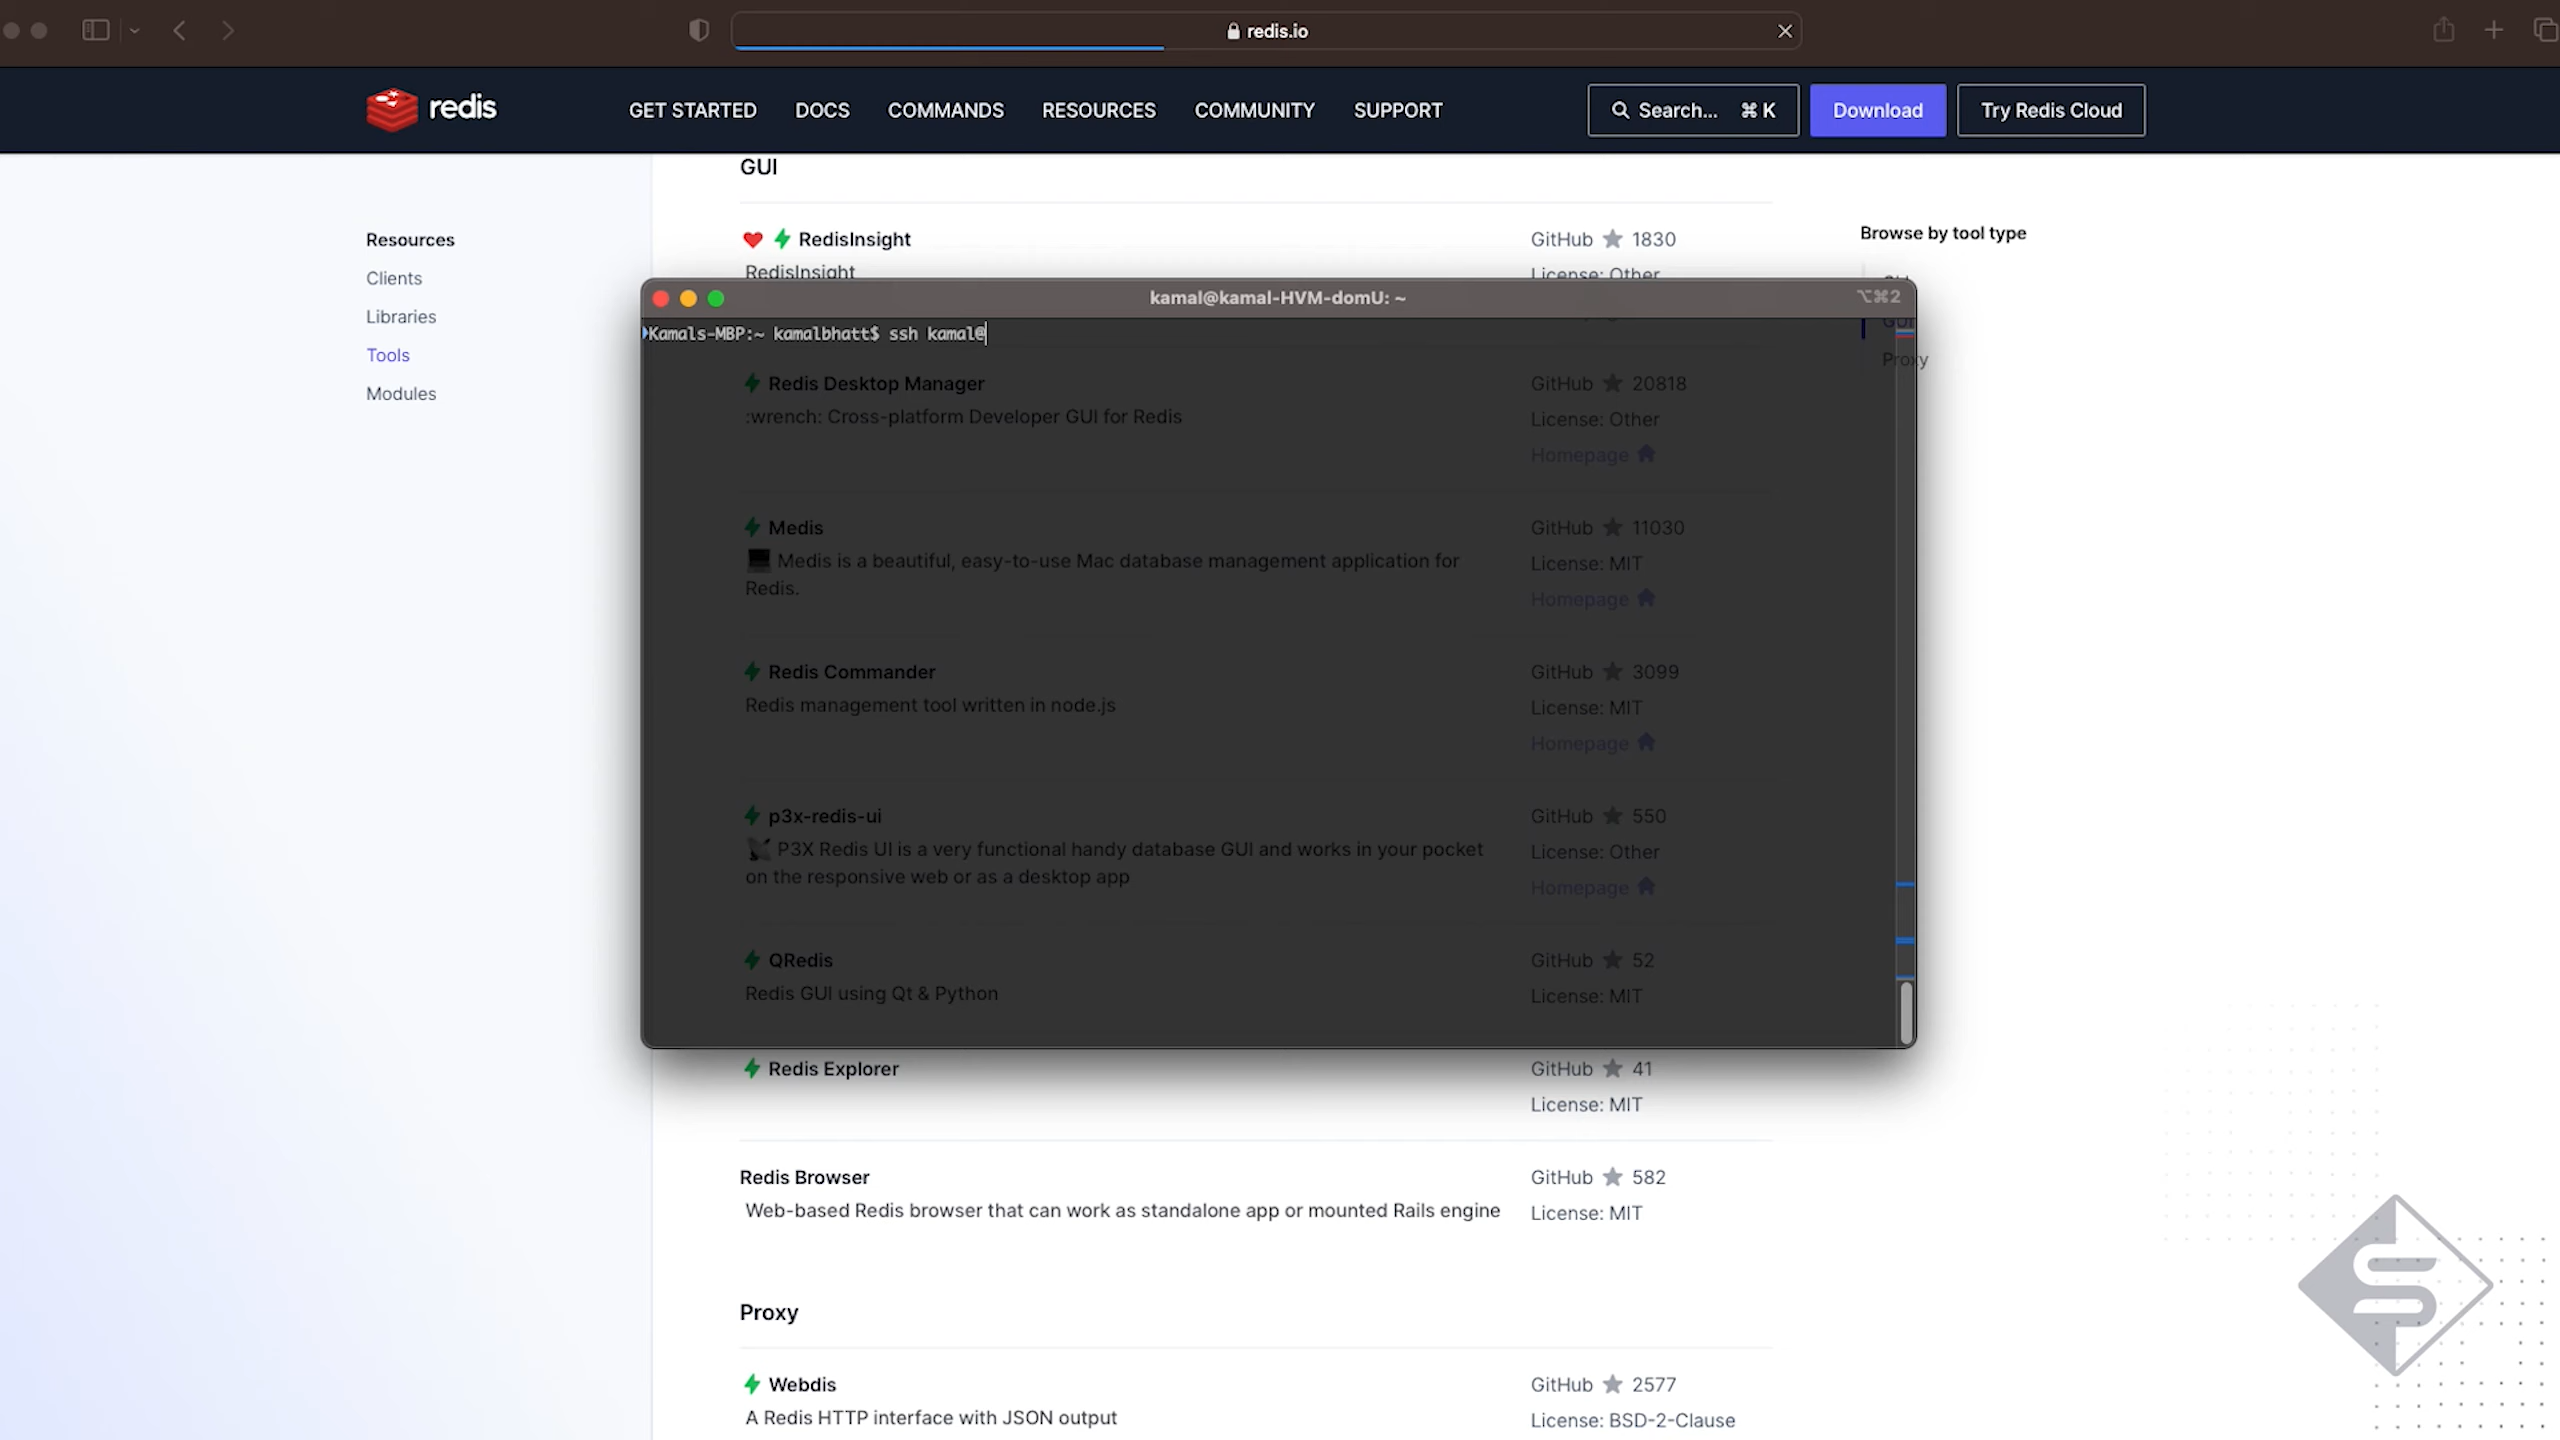 redis.io
redis
GET STARTED
DOCS
COMMANDS
RESOURCES
COMMUNITY
SUPPORT
Search... ⌘ K
Download
Try Redis Cloud
Resources
Clients
Libraries
Tools
Modules
GUI
RedisInsight
GitHub ★ 1830
RedisInsight
License: Other
Browse by tool type
kamal@kamal-HVM-domU: ~
⌥⌘2
Kamals-MBP:~ kamalbhatt$ ssh kamal@
GUI
Proxy
Redis Desktop Manager
GitHub ★ 20818
:wrench: Cross-platform Developer GUI for Redis
License: Other
Homepage
Medis
GitHub ★ 11030
Medis is a beautiful, easy-to-use Mac database management application for
Redis.
License: MIT
Homepage
Redis Commander
GitHub ★ 3099
Redis management tool written in node.js
License: MIT
Homepage
p3x-redis-ui
GitHub ★ 550
P3X Redis UI is a very functional handy database GUI and works in your pocket
on the responsive web or as a desktop app
License: Other
Homepage
QRedis
GitHub ★ 52
Redis GUI using Qt & Python
License: MIT
Redis Explorer
GitHub ★ 41
License: MIT
Redis Browser
GitHub ★ 582
Web-based Redis browser that can work as standalone app or mounted Rails engine
License: MIT
Proxy
Webdis
GitHub ★ 2577
A Redis HTTP interface with JSON output
License: BSD-2-Clause